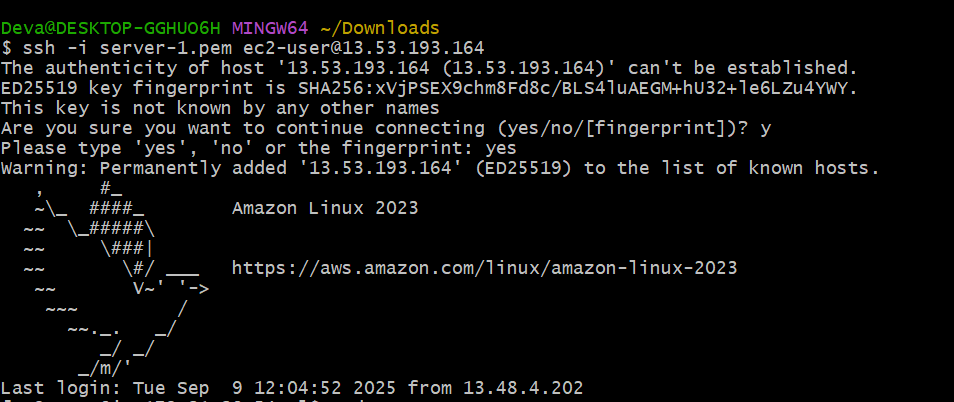 Deva@DESKTOP-GGHUO6H MINGW64 ~/Downloads
$ ssh -i server-1.pem ec2-user@13.53.193.164
The authenticity of host '13.53.193.164 (13.53.193.164)' can't be established.
ED25519 key fingerprint is SHA256:xVjPSEX9chm8Fd8c/BLS4luAEGM+hU32+le6LZu4YWY.
This key is not known by any other names
Are you sure you want to continue connecting (yes/no/[fingerprint])? y
Please type 'yes', 'no' or the fingerprint: yes
Warning: Permanently added '13.53.193.164' (ED25519) to the list of known hosts.
   ,     #_
   ~\_  ####_        Amazon Linux 2023
  ~~  \_#####\
  ~~     \###|
  ~~       \#/ ___   https://aws.amazon.com/linux/amazon-linux-2023
   ~~       V~' '->
    ~~~         /
      ~~._.   _/
         _/ _/
       _/m/'
Last login: Tue Sep  9 12:04:52 2025 from 13.48.4.202